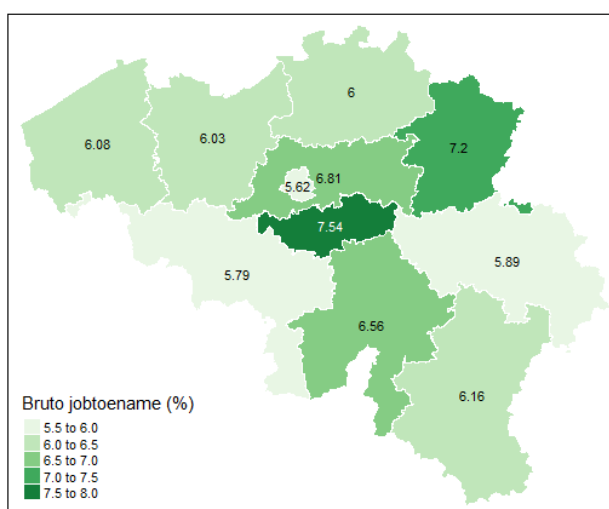 6
6.08
6.03
7.2
6.81
5.62
7.54
5.79
5.89
6.56
6.16
Bruto jobtoename (%)
5.5 to 6.0
6.0 to 6.5
6.5 to 7.0
7.0 to 7.5
7.5 to 8.0